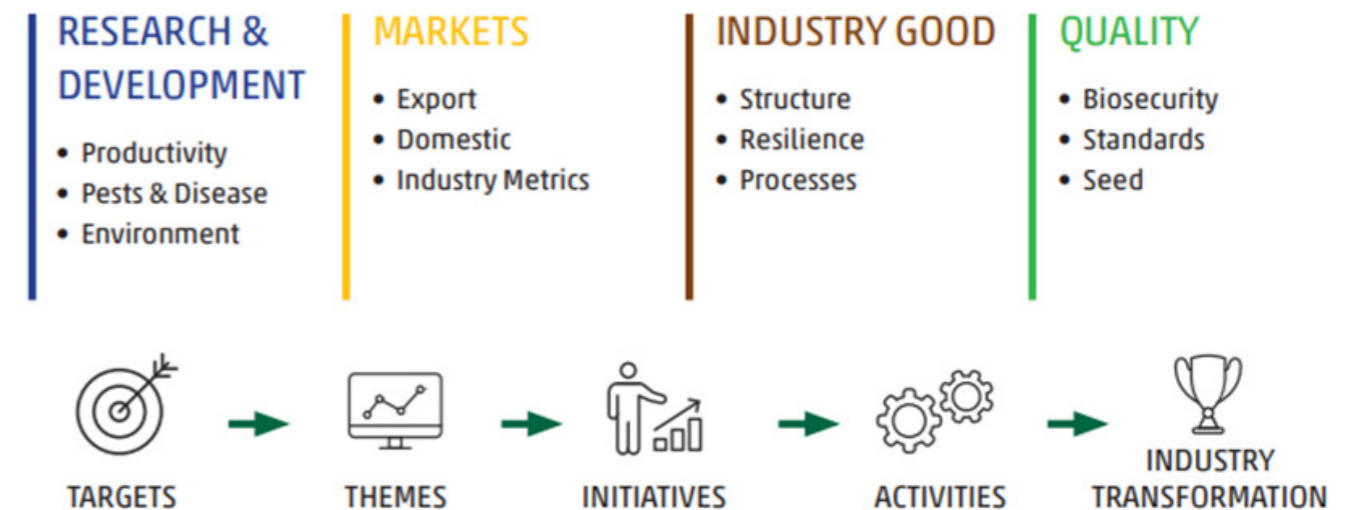 RESEARCH &
DEVELOPMENT
• Productivity
• Pests & Disease
• Environment
MARKETS
• Export
• Domestic
• Industry Metrics
INDUSTRY GOOD
• Structure
• Resilience
• Processes
QUALITY
• Biosecurity
• Standards
• Seed
TARGETS
THEMES
INITIATIVES
ACTIVITIES
INDUSTRY
TRANSFORMATION